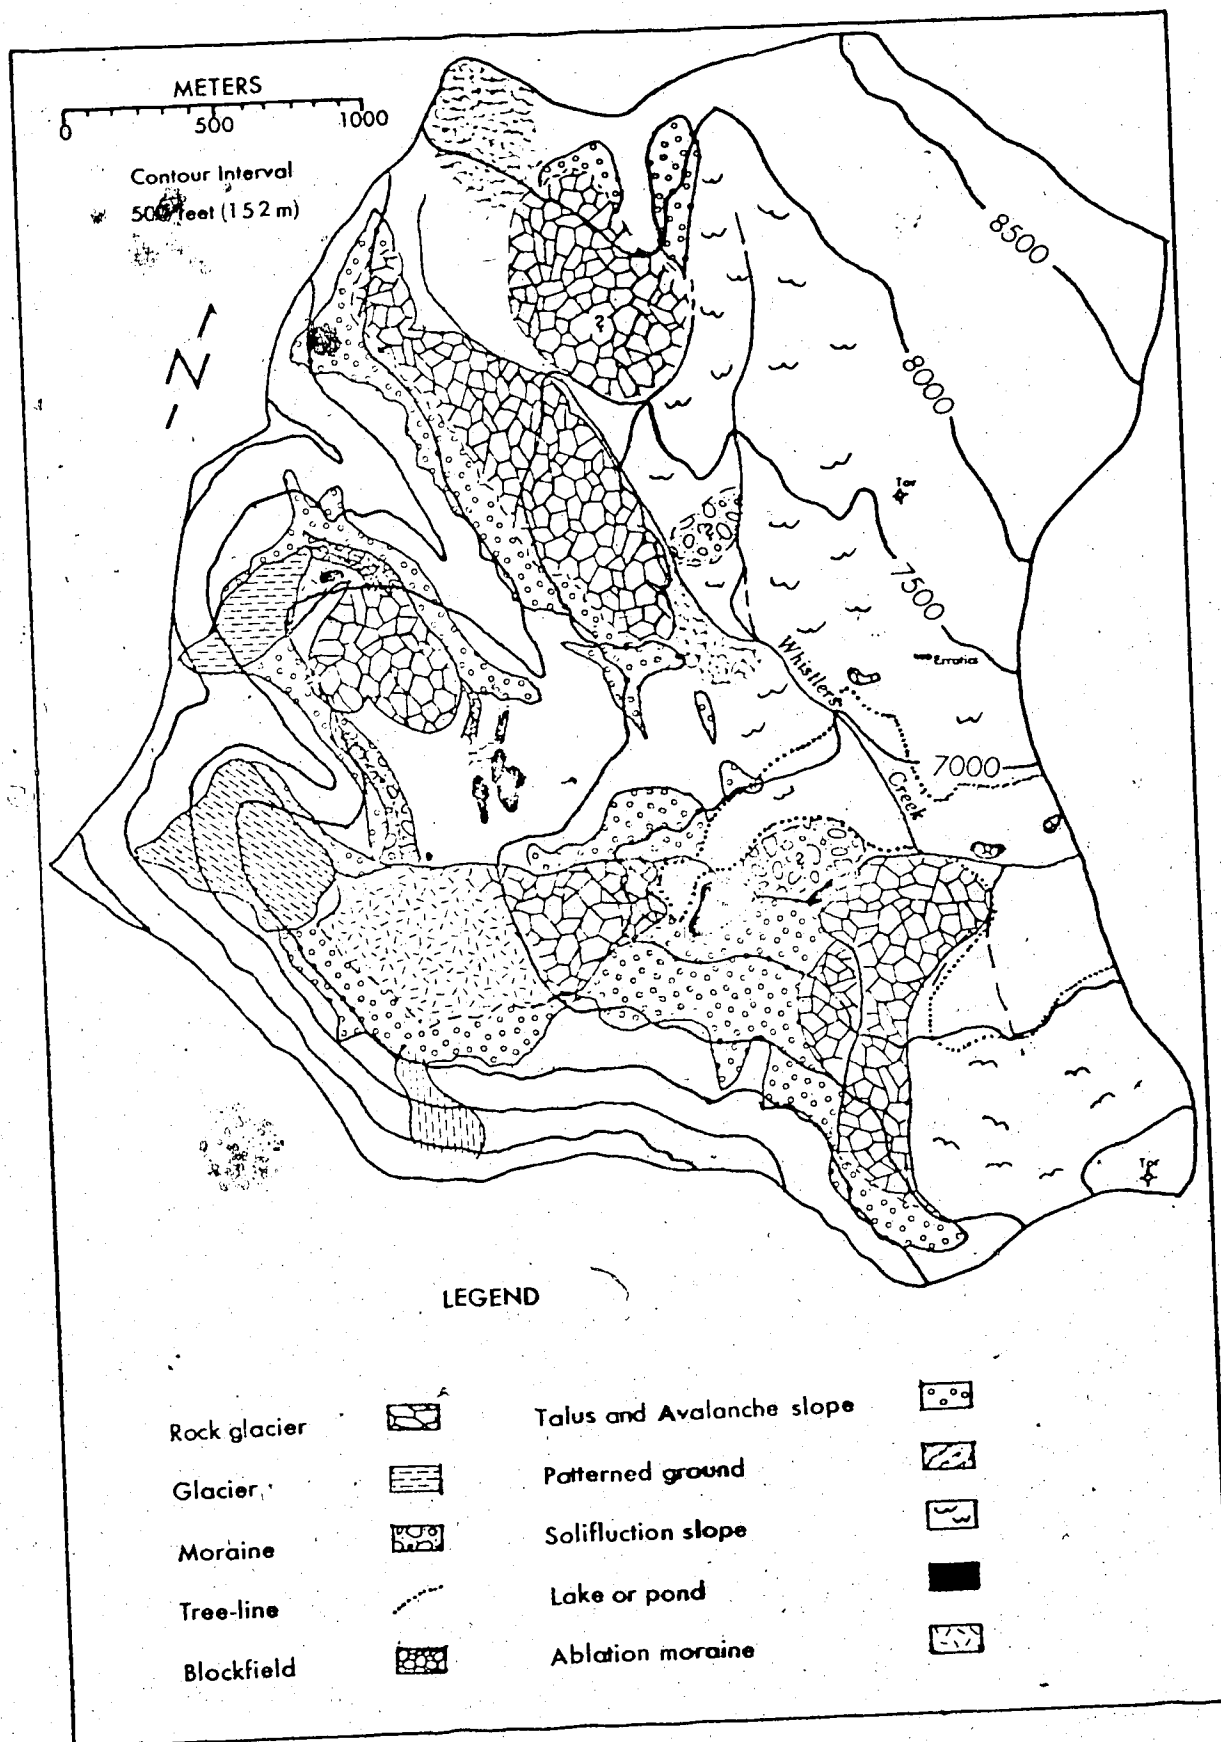 METERS
0 500 1000
Contour Interval
500 feet (152 m)
N
8500
8000
Tor
7500
Whistlers
Erratics
7000
Creek
?
?
?
?
Tor
LEGEND
Rock glacier
Talus and Avalanche slope
Glacier
Patterned ground
Moraine
Solifluction slope
Tree-line
Lake or pond
Blockfield
Ablation moraine